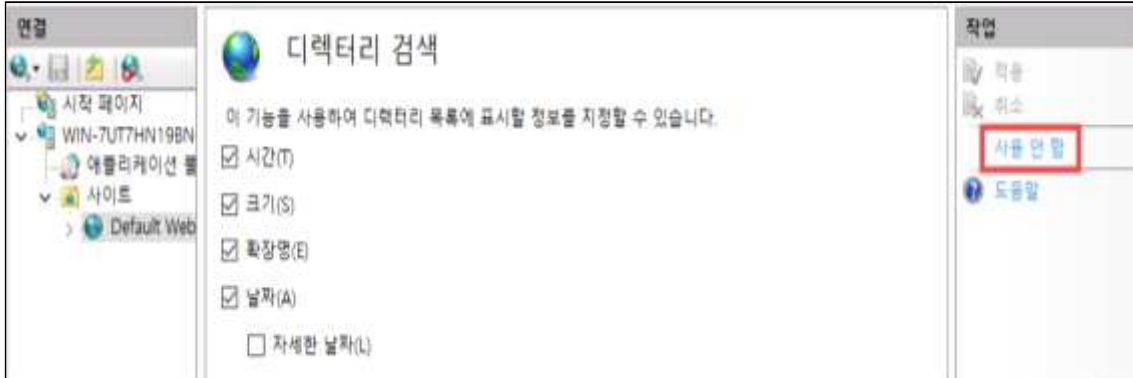 연결
시작 페이지
WIN-7UT7HN19BN
애플리케이션 풀
사이트
Default Web
디렉터리 검색
이 기능을 사용하여 디렉터리 목록에 표시할 정보를 지정할 수 있습니다.
시간(T)
크기(S)
확장명(E)
날짜(A)
자세한 날짜(L)
작업
적용
취소
사용 안 함
도움말